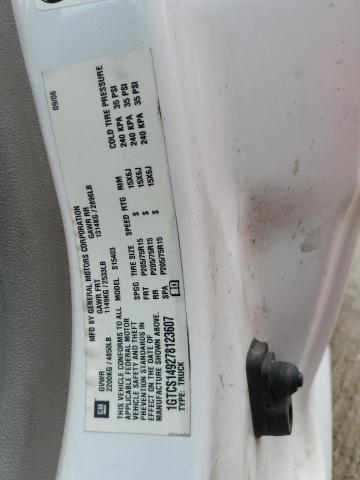 09/06
GM
MFD BY GENERAL MOTORS CORPORATION
GVWR GAWR FRT GAWR RR
2200KG / 4850LB 1149KG / 2533LB 1314KG / 2896LB
THIS VEHICLE CONFORMS TO ALL
APPLICABLE FEDERAL MOTOR
VEHICLE SAFETY AND THEFT
PREVENTION STANDARDS IN
EFFECT ON THE DATE OF
MANUFACTURE SHOWN ABOVE.
1GTCS149278123607
TYPE: TRUCK
MODEL: S15403
TIRE SIZE SPEED RTG RIM COLD TIRE PRESSURE
SPGG
FRT P205/75R15 S 15X6J 240 KPA 35 PSI
RR P205/75R15 S 15X6J 240 KPA 35 PSI
SPA P205/75R15 S 15X6J 240 KPA 35 PSI